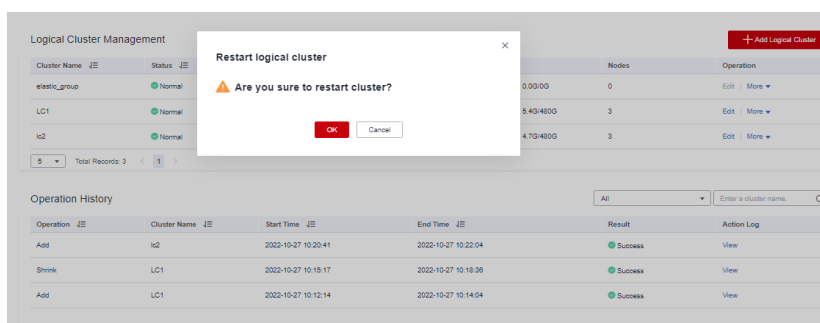 Logical Cluster Management
+ Add Logical Cluster
Cluster Name Status Nodes Operation
elastic_group Normal 0.0G/0G 0 Edit | More
LC1 Normal 5.4G/480G 3 Edit | More
lc2 Normal 4.7G/480G 3 Edit | More
5 Total Records: 3 < 1 >
Restart logical cluster
Are you sure to restart cluster?
OK Cancel
Operation History
All Enter a cluster name.
Operation Cluster Name Start Time End Time Result Action Log
Add lc2 2022-10-27 10:20:41 2022-10-27 10:22:04 Success View
Shrink LC1 2022-10-27 10:15:17 2022-10-27 10:18:36 Success View
Add LC1 2022-10-27 10:12:14 2022-10-27 10:14:04 Success View